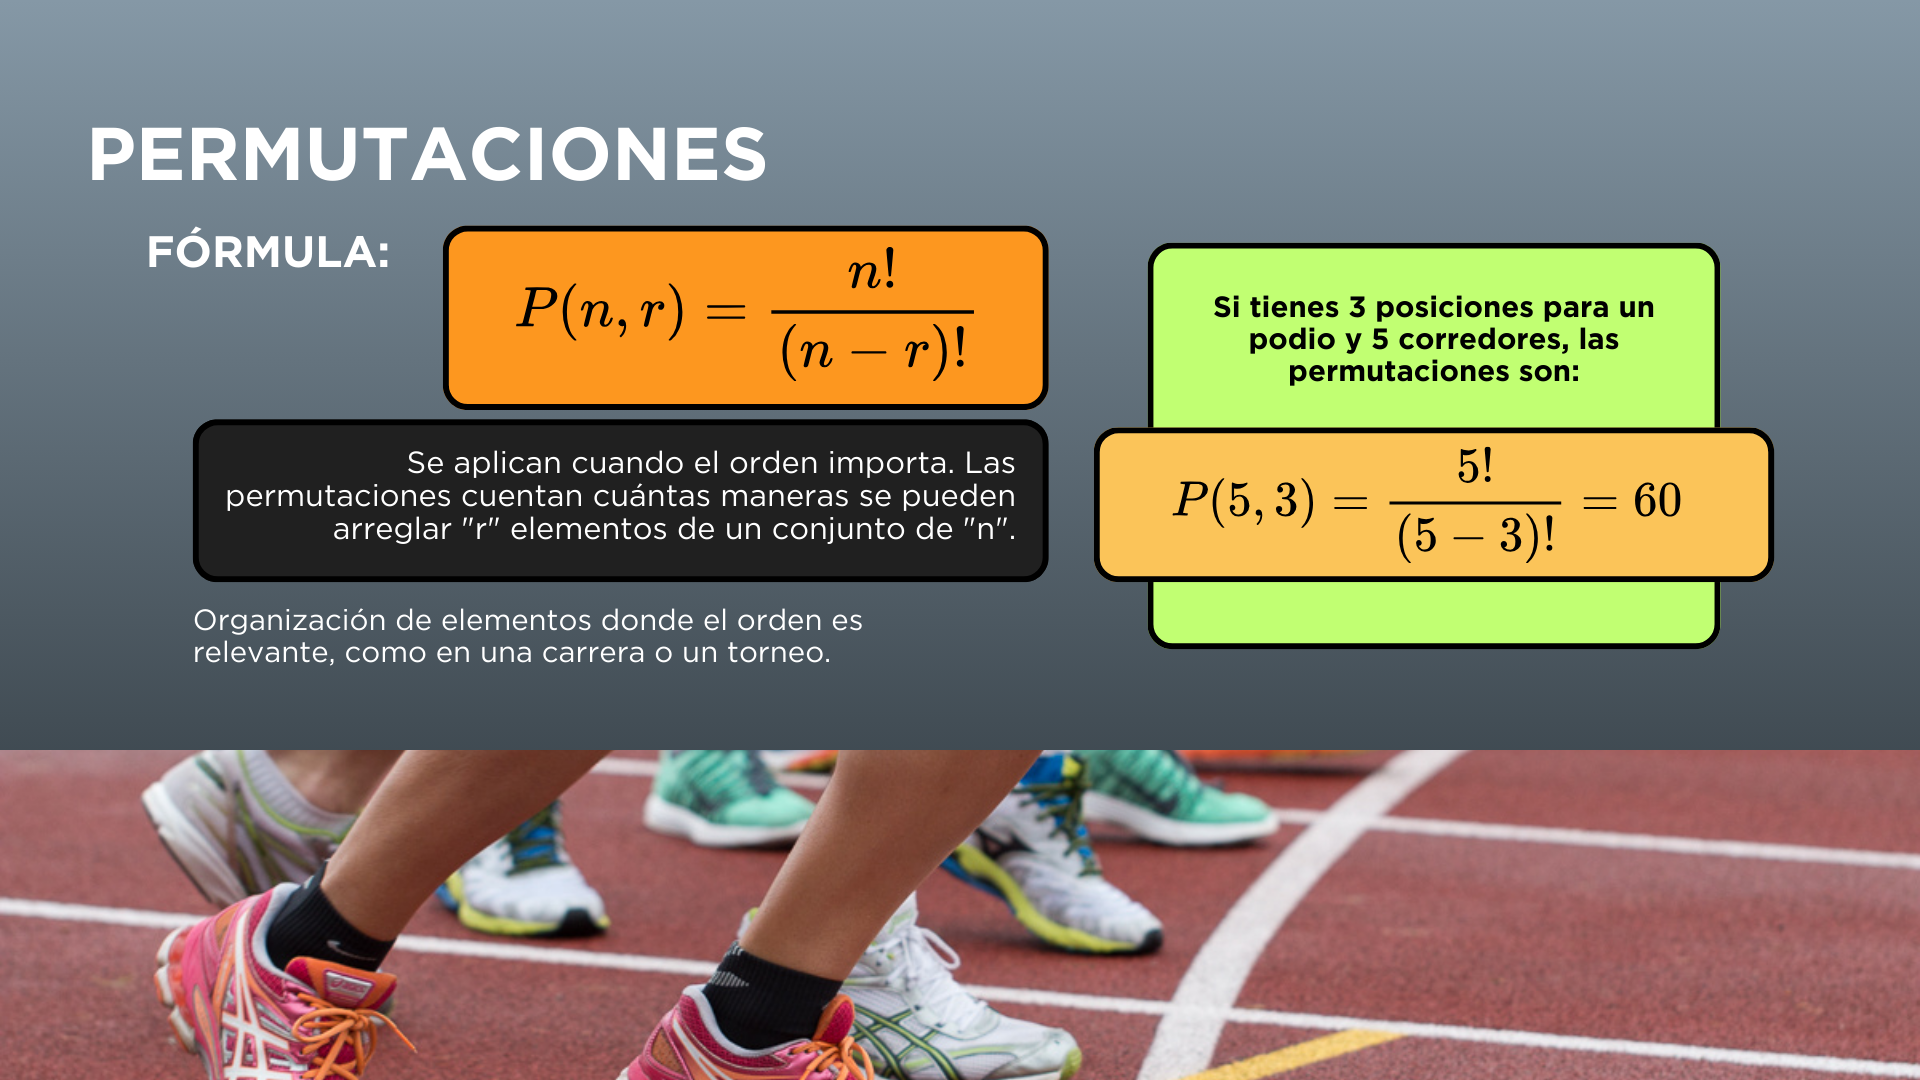 PERMUTACIONES
FÓRMULA:
P(n, r) = n! / (n − r)!
Se aplican cuando el orden importa. Las
permutaciones cuentan cuántas maneras se pueden
arreglar "r" elementos de un conjunto de "n".
Organización de elementos donde el orden es
relevante, como en una carrera o un torneo.
Si tienes 3 posiciones para un
podio y 5 corredores, las
permutaciones son:
P(5, 3) = 5! / (5 − 3)! = 60